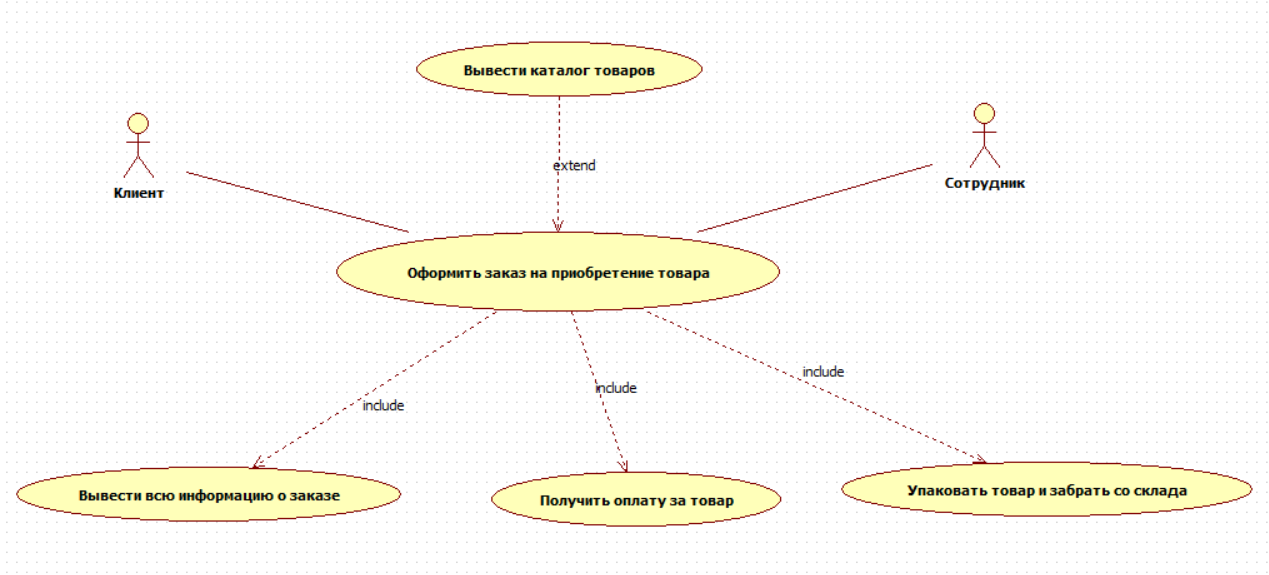 Вывести каталог товаров
extend
Клиент
Сотрудник
Оформить заказ на приобретение товара
include
include
include
Вывести всю информацию о заказе
Получить оплату за товар
Упаковать товар и забрать со склада